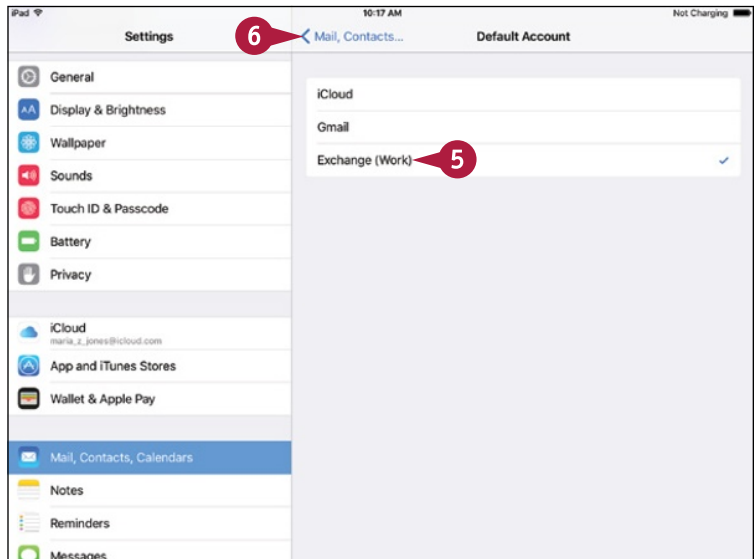 iPad 10:17 AM Not Charging
Settings 6 Mail, Contacts... Default Account
General
Display & Brightness
Wallpaper
Sounds
Touch ID & Passcode
Battery
Privacy
iCloud
maria_z_jones@icloud.com
App and iTunes Stores
Wallet & Apple Pay
Mail, Contacts, Calendars
Notes
Reminders
Messages
iCloud
Gmail
Exchange (Work) 5